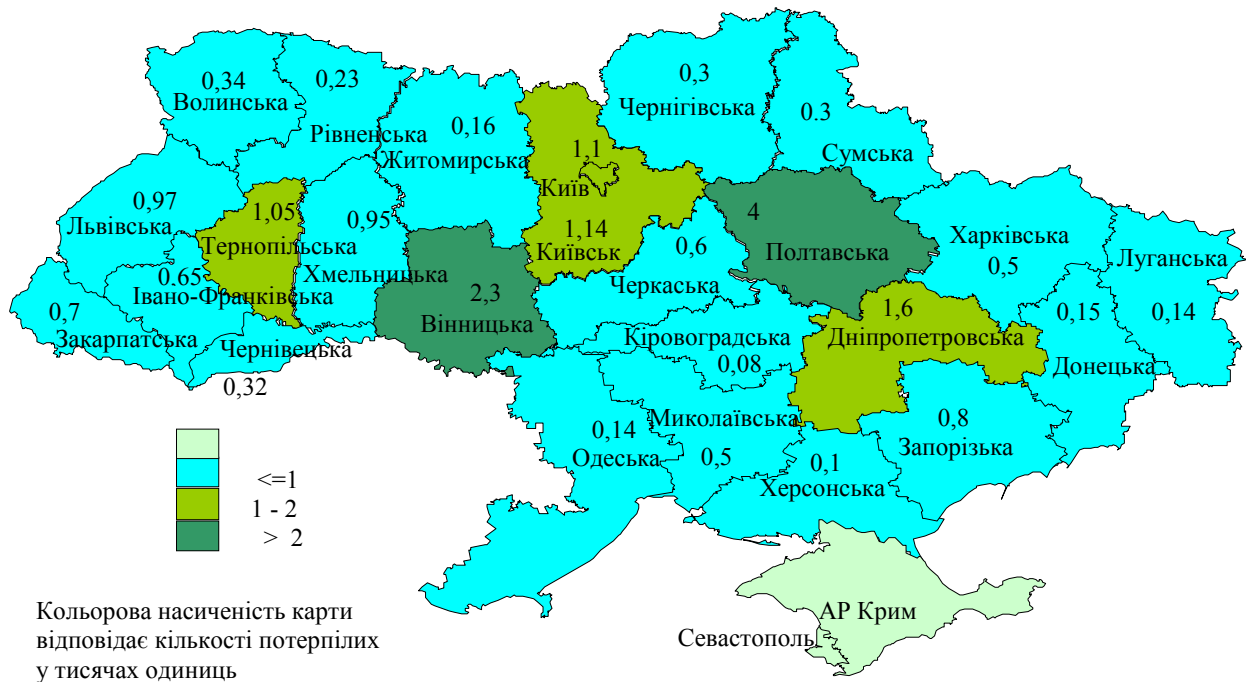 0,34
Волинська
0,23
Рівненська
0,16
Житомирська
1,1
Київ
1,14
Київськ
0,3
Чернігівська
0.3
Сумська
0,97
Львівська
1,05
Тернопільська
0,95
Хмельницька
0.65
Івано-Франківська
0,7
Закарпатська
Чернівецька
0,32
2,3
Вінницька
0,6
Черкаська
4
Полтавська
Харківська
0,5
Луганська
0,14
0,15
Донецька
1,6
Дніпропетровська
Кіровоградська
0,08
Миколаївська
0,5
0,14
Одеська
0,1
Херсонська
0,8
Запорізька
АР Крим
Севастополь
<=1
1 - 2
> 2
Кольорова насиченість карти
відповідає кількості потерпілих
у тисячах одиниць